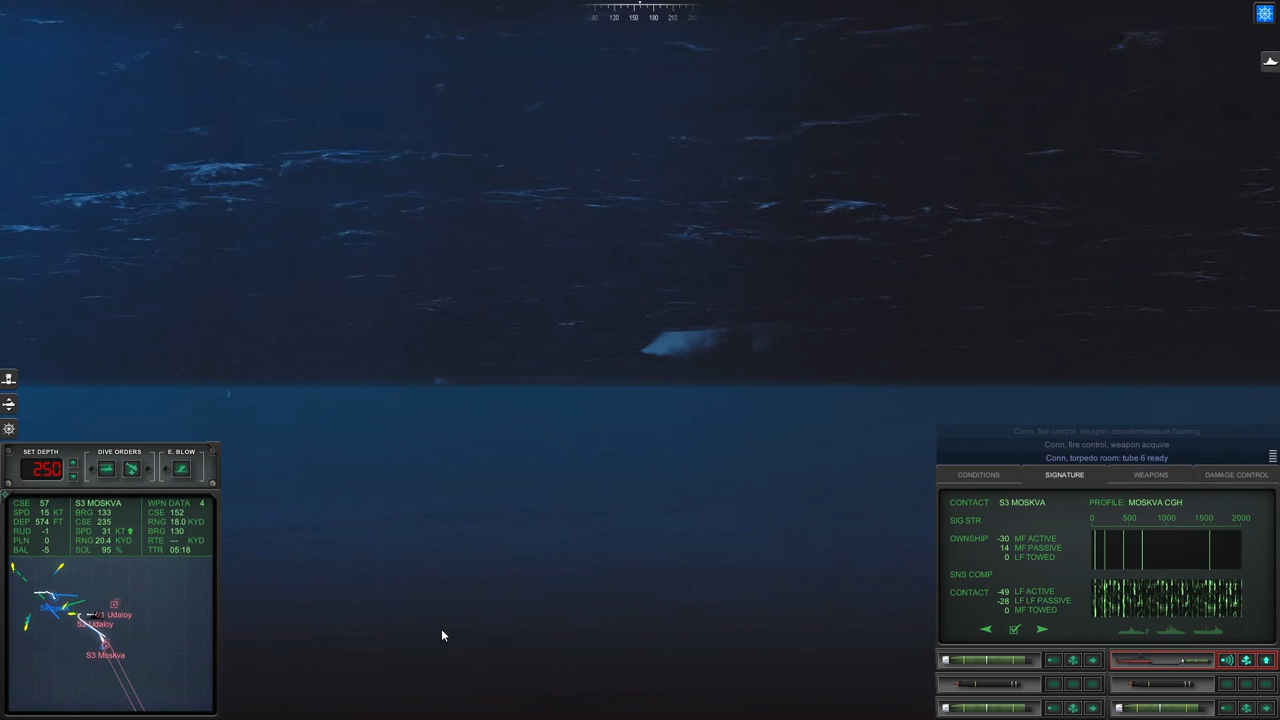 90 120 150 180 210 240
Conn, fire control, weapon countermeasure homing
Conn, fire control, weapon acquire
Conn, torpedo room: tube 6 ready
SET DEPTH DIVE ORDERS E. BLOW
250
CSE 57 S3 MOSKVA WPN DATA 4
SPD 15 KT BRG 133 CSE 152
DEP 574 FT CSE 235 RNG 18.0 KYD
RUD -1 SPD 31 KT BRG 130
PLN 0 RNG 20.4 KYD RTE --- KYD
BAL -5 SOL 95 % TTR 05:18
1 Udaloy
S2 Udaloy
S3 Moskva
CONDITIONS SIGNATURE WEAPONS DAMAGE CONTROL
CONTACT S3 MOSKVA PROFILE: MOSKVA CGH
SIG STR 0 500 1000 1500 2000
OWNSHIP -30 MF ACTIVE
14 MF PASSIVE
0 LF TOWED
SNS COMP
CONTACT -49 LF ACTIVE
-28 LF LF PASSIVE
0 MF TOWED